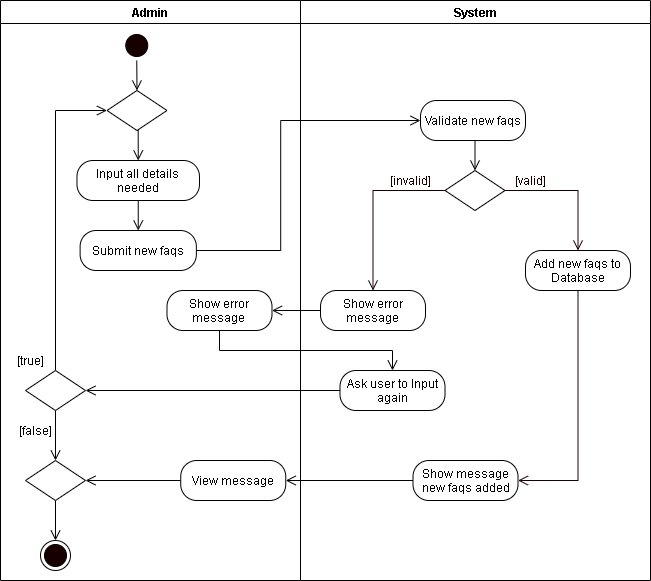 Admin
System
Validate new faqs
Input all details
needed
[invalid]
[valid]
Submit new faqs
Add new faqs to
Database
Show error
message
Show error
message
[true]
Ask user to Input
again
[false]
View message
Show message
new faqs added